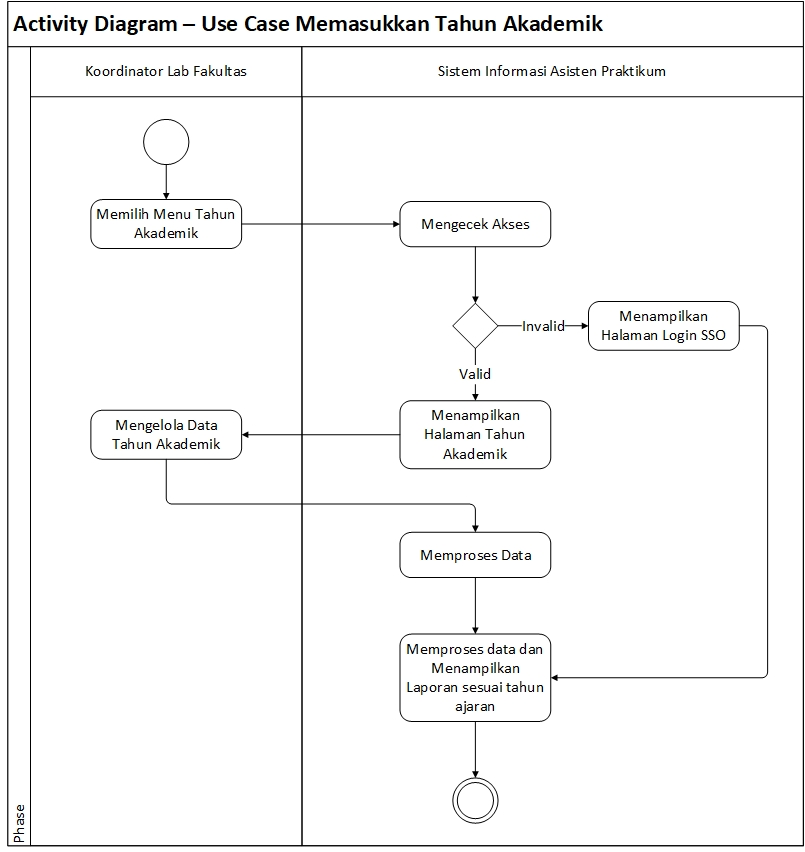 Activity Diagram – Use Case Memasukkan Tahun Akademik
Koordinator Lab Fakultas
Sistem Informasi Asisten Praktikum
Memilih Menu Tahun
Akademik
Mengecek Akses
Invalid
Menampilkan
Halaman Login SSO
Valid
Mengelola Data
Tahun Akademik
Menampilkan
Halaman Tahun
Akademik
Memproses Data
Memproses data dan
Menampilkan
Laporan sesuai tahun
ajaran
Phase